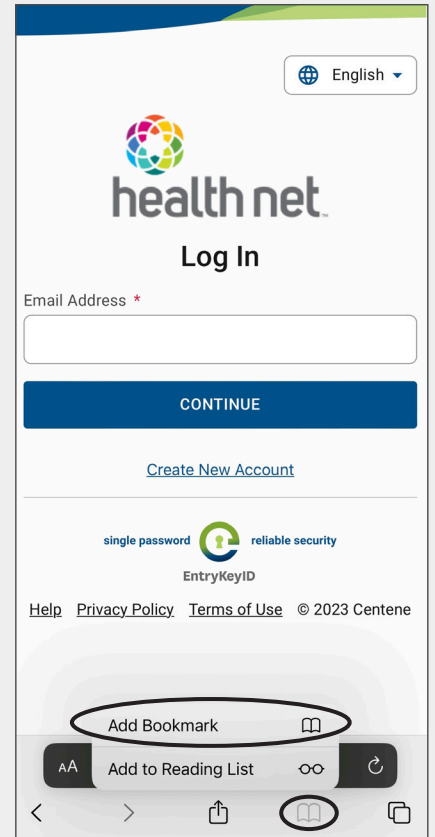 English
health net
Log In
Email Address *
CONTINUE
Create New Account
single password reliable security
EntryKeyID
Help Privacy Policy Terms of Use © 2023 Centene
Add Bookmark
AA Add to Reading List